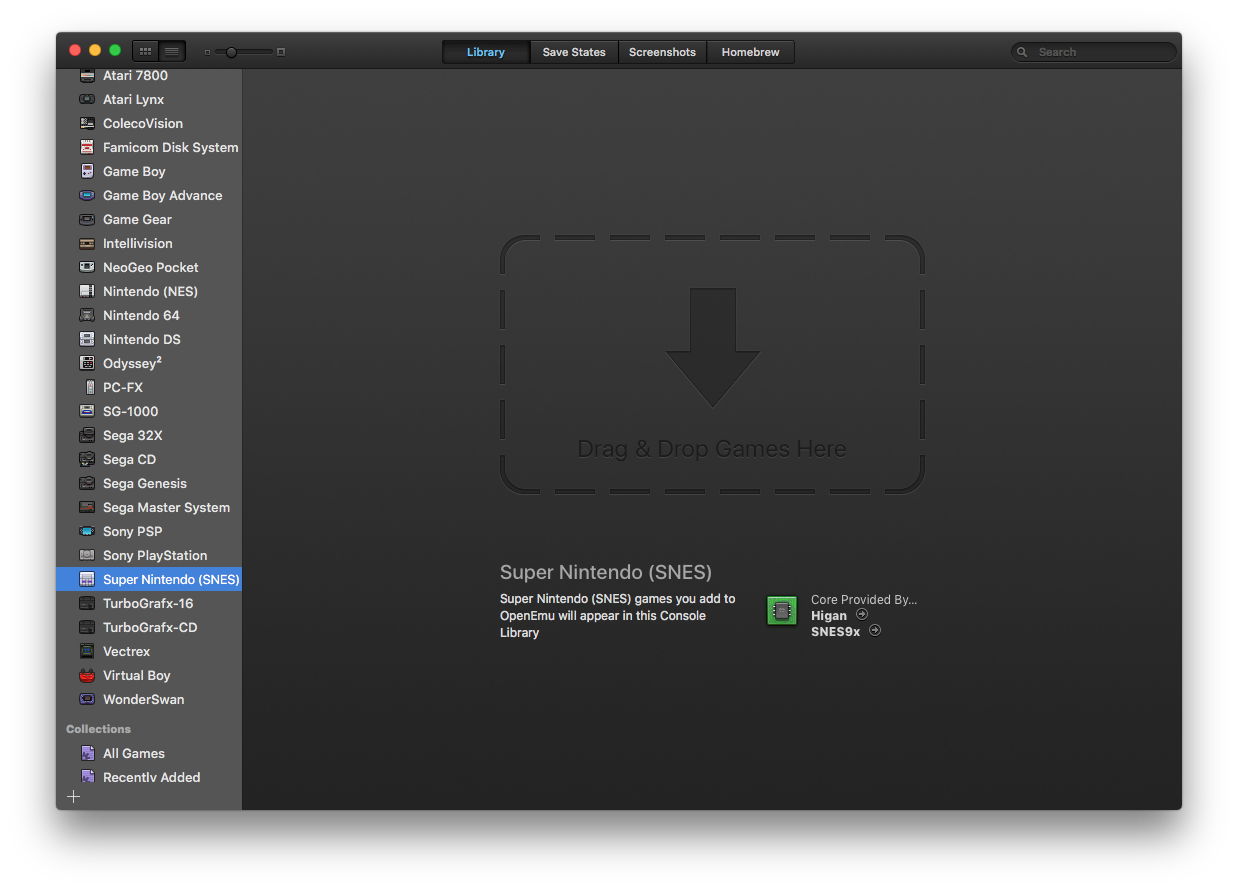 Library
Save States
Screenshots
Homebrew
Search
Atari 7800
Atari Lynx
ColecoVision
Famicom Disk System
Game Boy
Game Boy Advance
Game Gear
Intellivision
NeoGeo Pocket
Nintendo (NES)
Nintendo 64
Nintendo DS
Odyssey²
PC-FX
SG-1000
Sega 32X
Sega CD
Sega Genesis
Sega Master System
Sony PSP
Sony PlayStation
Super Nintendo (SNES)
TurboGrafx-16
TurboGrafx-CD
Vectrex
Virtual Boy
WonderSwan
Collections
All Games
Recently Added
Drag & Drop Games Here
Super Nintendo (SNES)
Super Nintendo (SNES) games you add to
OpenEmu will appear in this Console
Library
Core Provided By...
Higan
SNES9x